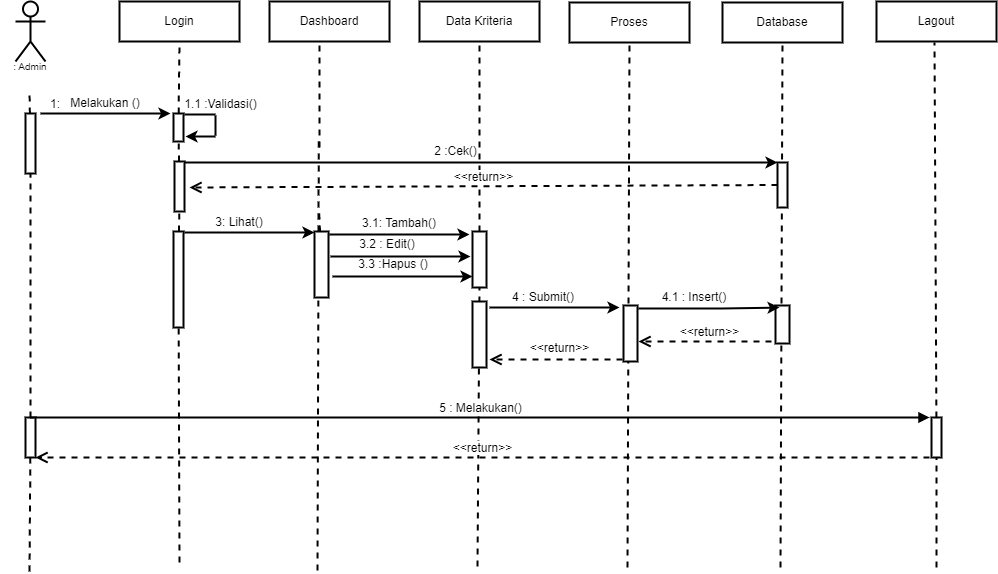 Login
Dashboard
Data Kriteria
Proses
Database
Lagout
: Admin
1: Melakukan ()
1.1 :Validasi()
2 :Cek()
<<return>>
3: Lihat()
3.1: Tambah()
3.2 : Edit()
3.3 :Hapus ()
4 : Submit()
4.1 : Insert()
<<return>>
<<return>>
5 : Melakukan()
<<return>>